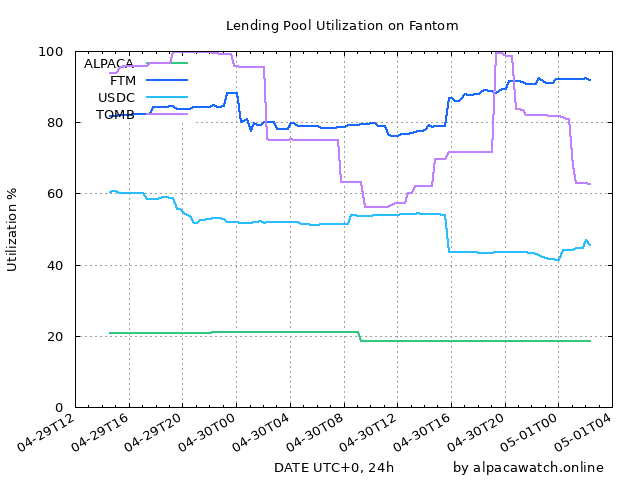 Lending Pool Utilization on Fantom
Utilization %
100
80
60
40
20
0
ALPACA
FTM
USDC
TOMB
04-29T12
04-29T16
04-29T20
04-30T00
04-30T04
04-30T08
04-30T12
04-30T16
04-30T20
05-01T00
05-01T04
DATE UTC+0, 24h
by alpacawatch.online